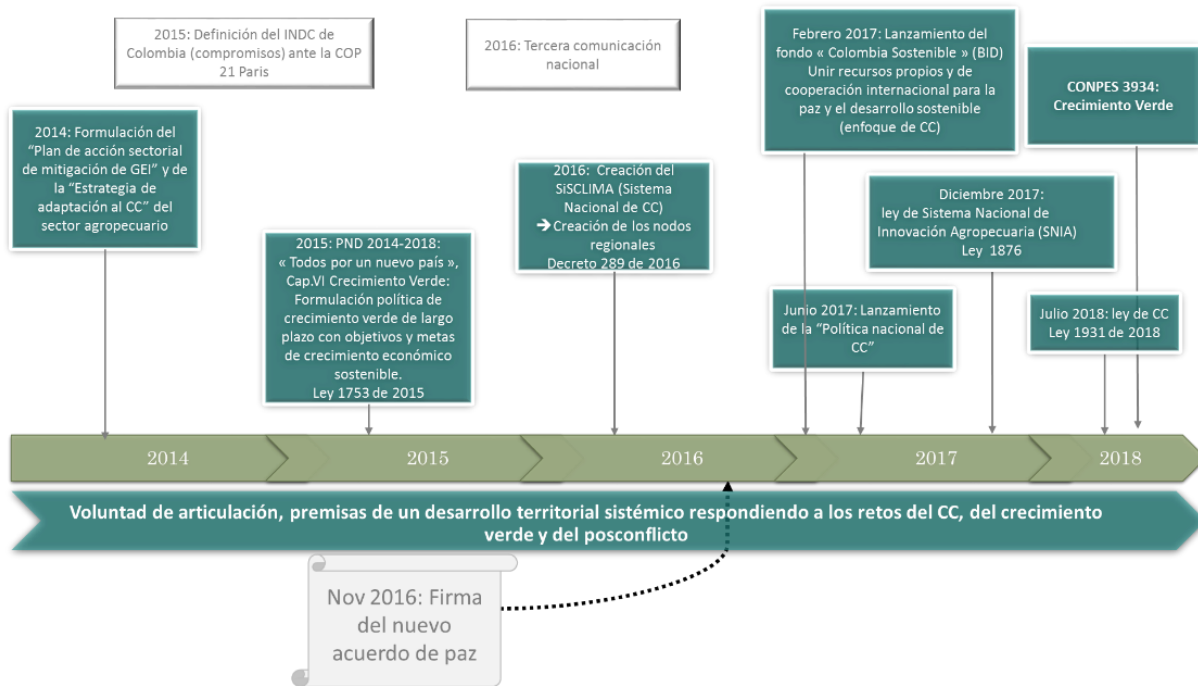 2015: Definición del INDC de
Colombia (compromisos) ante la COP
21 Paris
2016: Tercera comunicación
nacional
Febrero 2017: Lanzamiento del
fondo « Colombia Sostenible » (BID)
Unir recursos propios y de
cooperación internacional para la
paz y el desarrollo sostenible
(enfoque de CC)
CONPES 3934:
Crecimiento Verde
2014: Formulación del
“Plan de acción sectorial
de mitigación de GEI” y de
la “Estrategia de
adaptación al CC” del
sector agropecuario
2015: PND 2014-2018:
« Todos por un nuevo país »,
Cap.VI Crecimiento Verde:
Formulación política de
crecimiento verde de largo
plazo con objetivos y metas
de crecimiento económico
sostenible.
Ley 1753 de 2015
2016: Creación del
SiSCLIMA (Sistema
Nacional de CC)
➔ Creación de los nodos
regionales
Decreto 289 de 2016
Diciembre 2017:
ley de Sistema Nacional de
Innovación Agropecuaria (SNIA)
Ley 1876
Junio 2017: Lanzamiento
de la “Política nacional de
CC”
Julio 2018: ley de CC
Ley 1931 de 2018
2014
2015
2016
2017
2018
Voluntad de articulación, premisas de un desarrollo territorial sistémico respondiendo a los retos del CC, del crecimiento
verde y del posconflicto
Nov 2016: Firma
del nuevo
acuerdo de paz